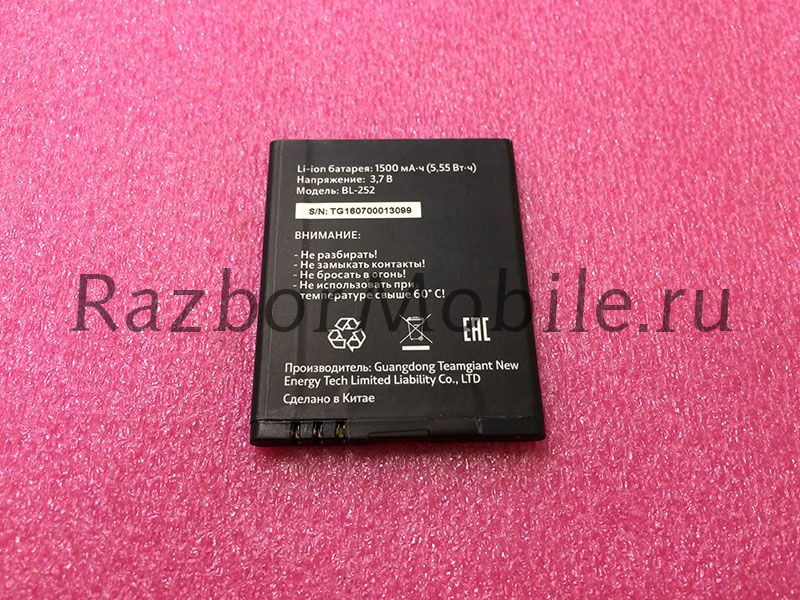 Li-ion батарея: 1500 мА·ч (5,55 Вт·ч)
Напряжение: 3,7 В
Модель: BL-252
S/N: TG160700013099
ВНИМАНИЕ:
- Не разбирать!
- Не замыкать контакты!
- Не бросать в огонь!
- Не использовать при
температуре свыше 60° С!
RazborMobile.ru
EAC
Производитель: Guangdong Teamgiant New
Energy Tech Limited Liability Co., LTD
Сделано в Китае